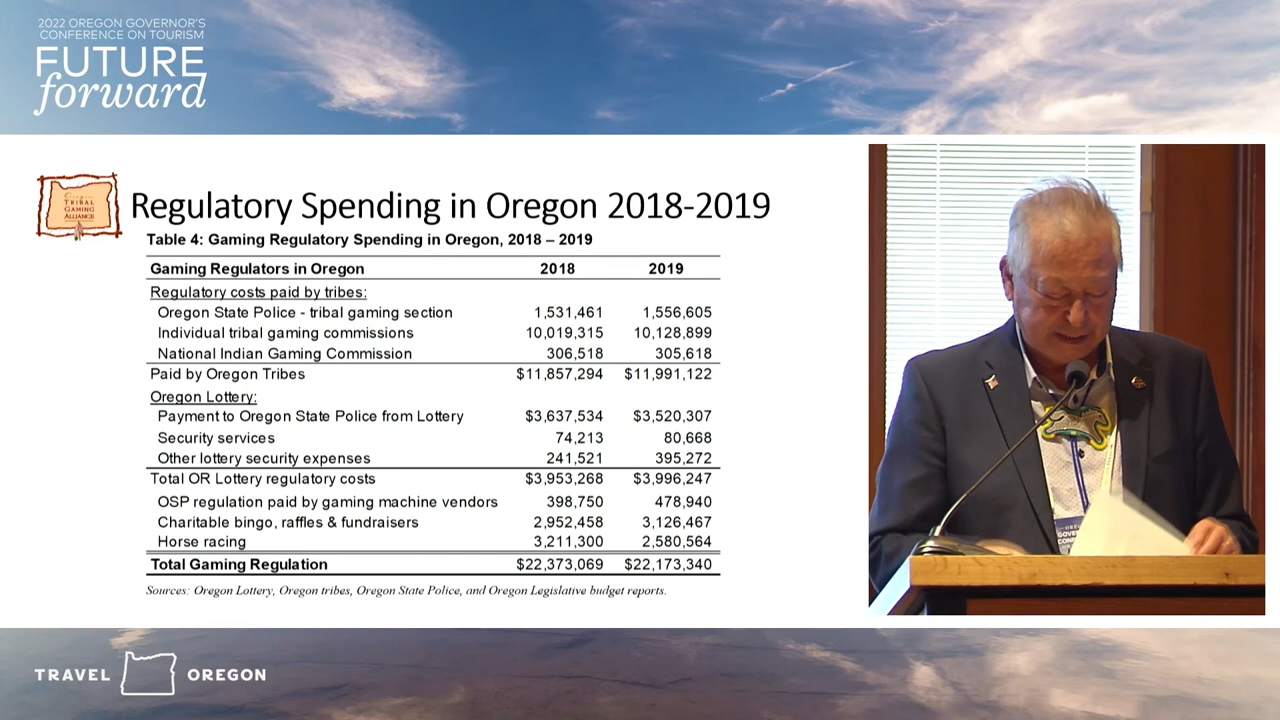 2022 OREGON GOVERNOR'S
CONFERENCE ON TOURISM
FUTURE
forward
Oregon
TRIBAL
GAMING
ALLIANCE
Regulatory Spending in Oregon 2018-2019
Table 4: Gaming Regulatory Spending in Oregon, 2018 – 2019
Gaming Regulators in Oregon 2018 2019
Regulatory costs paid by tribes:
Oregon State Police - tribal gaming section 1,531,461 1,556,605
Individual tribal gaming commissions 10,019,315 10,128,899
National Indian Gaming Commission 306,518 305,618
Paid by Oregon Tribes $11,857,294 $11,991,122
Oregon Lottery:
Payment to Oregon State Police from Lottery $3,637,534 $3,520,307
Security services 74,213 80,668
Other lottery security expenses 241,521 395,272
Total OR Lottery regulatory costs $3,953,268 $3,996,247
OSP regulation paid by gaming machine vendors 398,750 478,940
Charitable bingo, raffles & fundraisers 2,952,458 3,126,467
Horse racing 3,211,300 2,580,564
Total Gaming Regulation $22,373,069 $22,173,340
Sources: Oregon Lottery, Oregon tribes, Oregon State Police, and Oregon Legislative budget reports.
TRAVEL OREGON